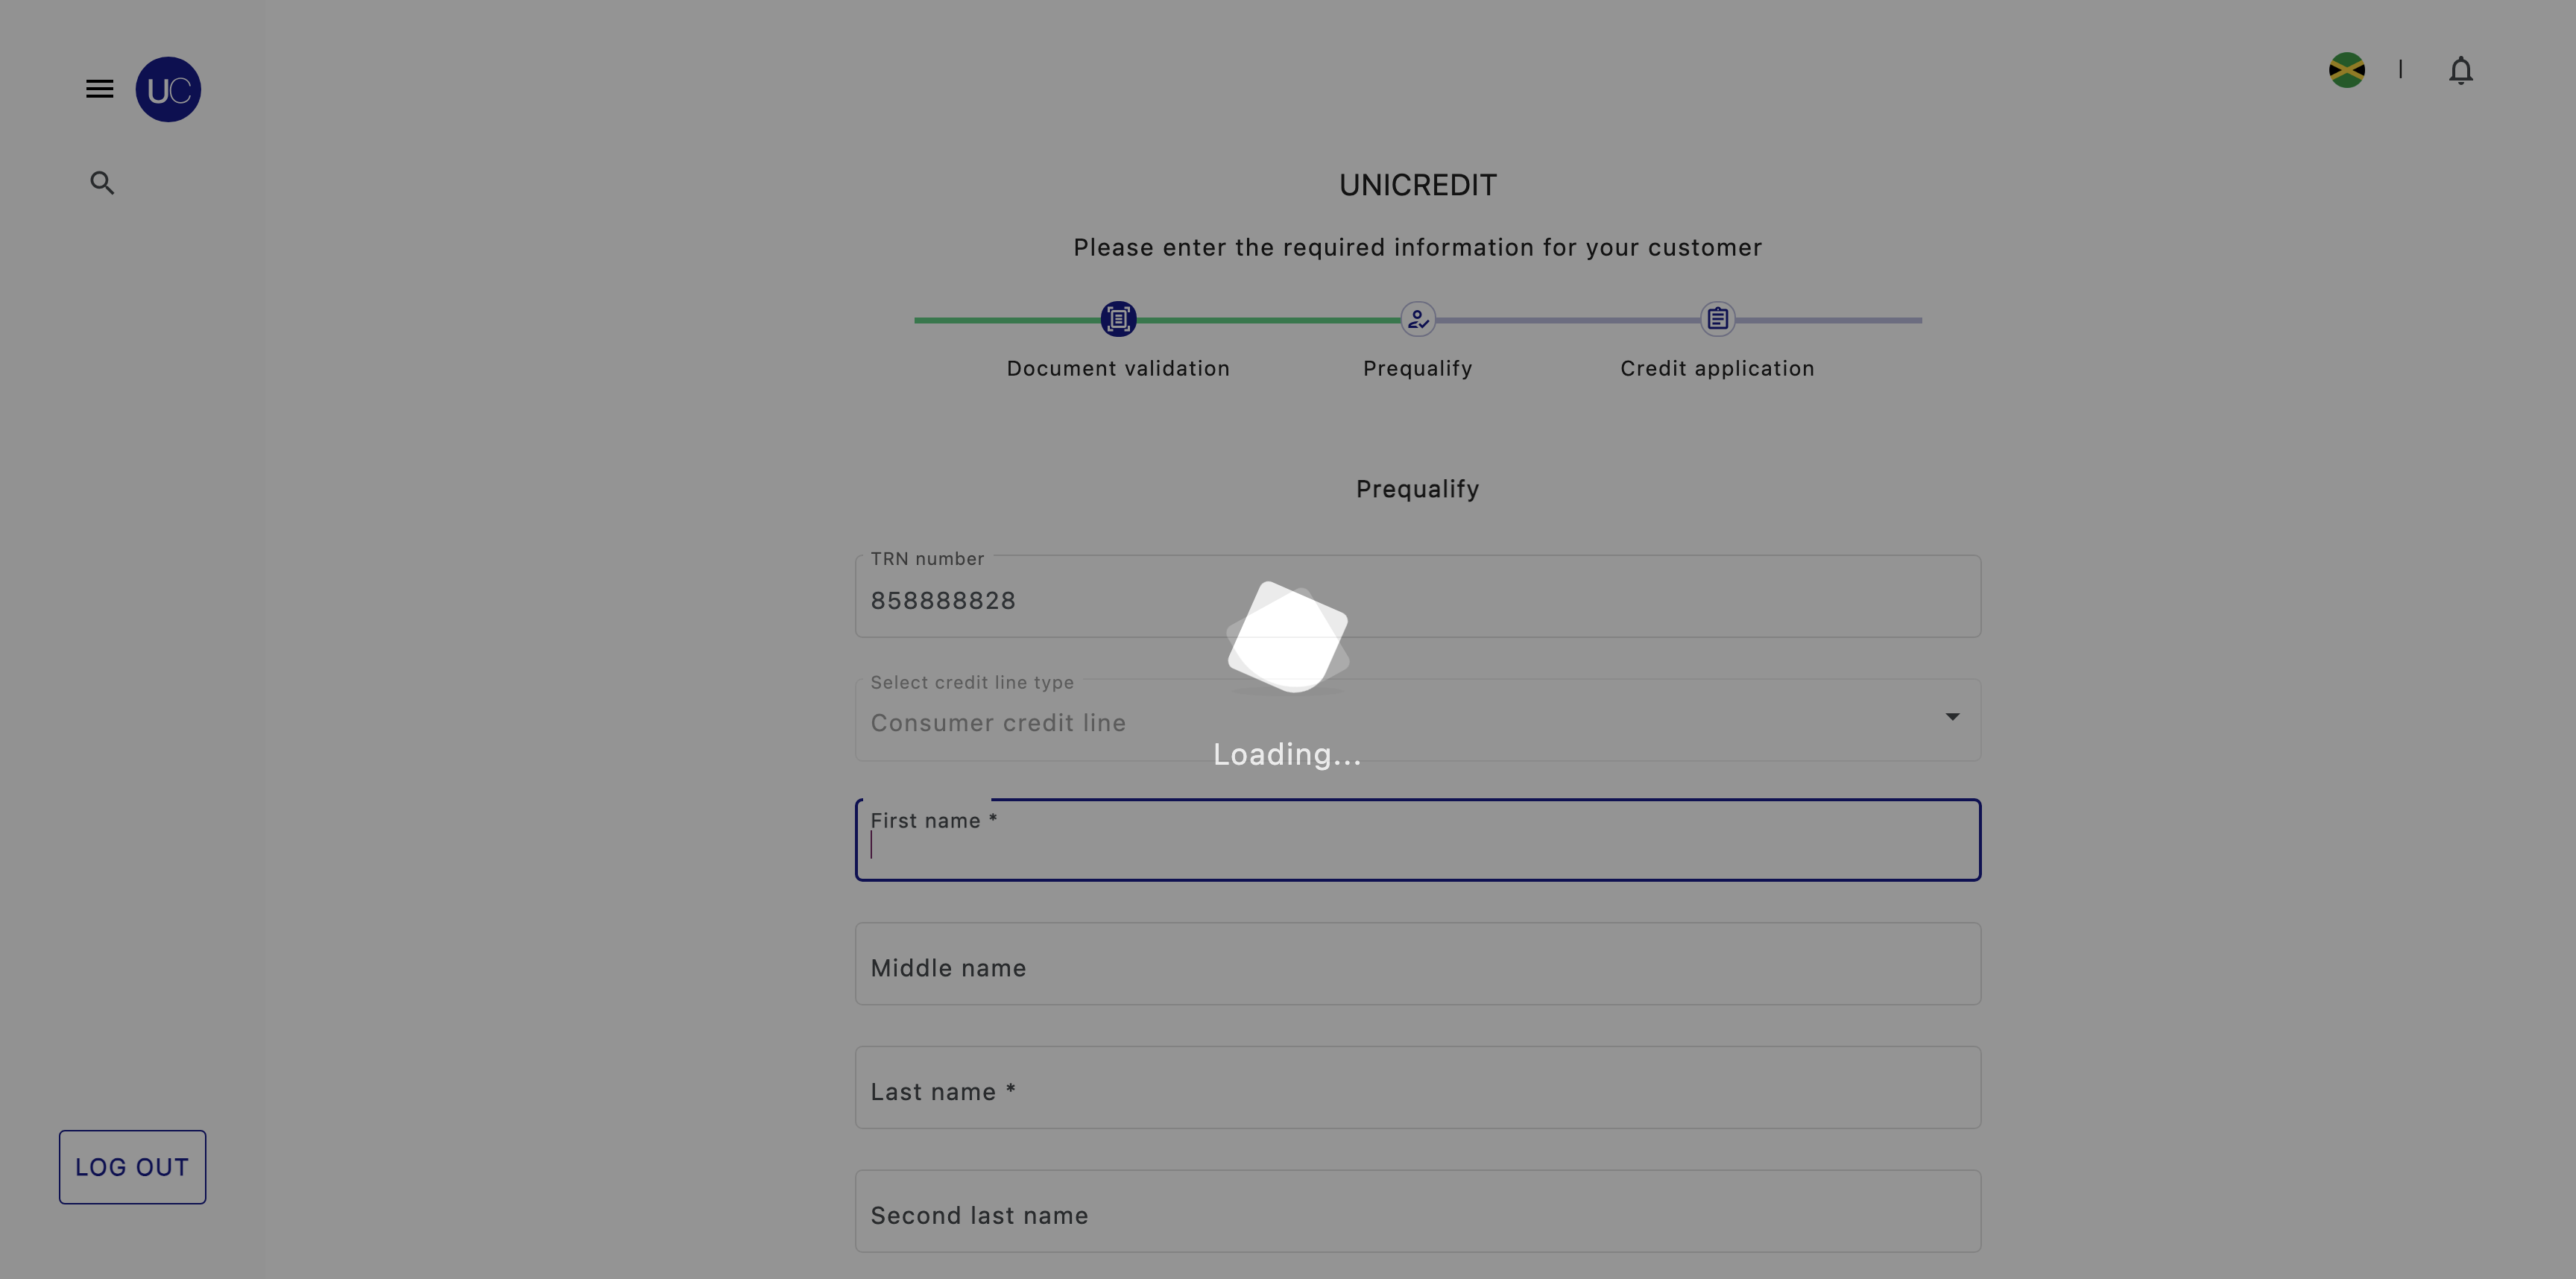 UC
UNICREDIT
Please enter the required information for your customer
Document validation
Prequalify
Credit application
Prequalify
TRN number
858888828
Select credit line type
Consumer credit line
Loading...
First name *
Middle name
Last name *
Second last name
LOG OUT